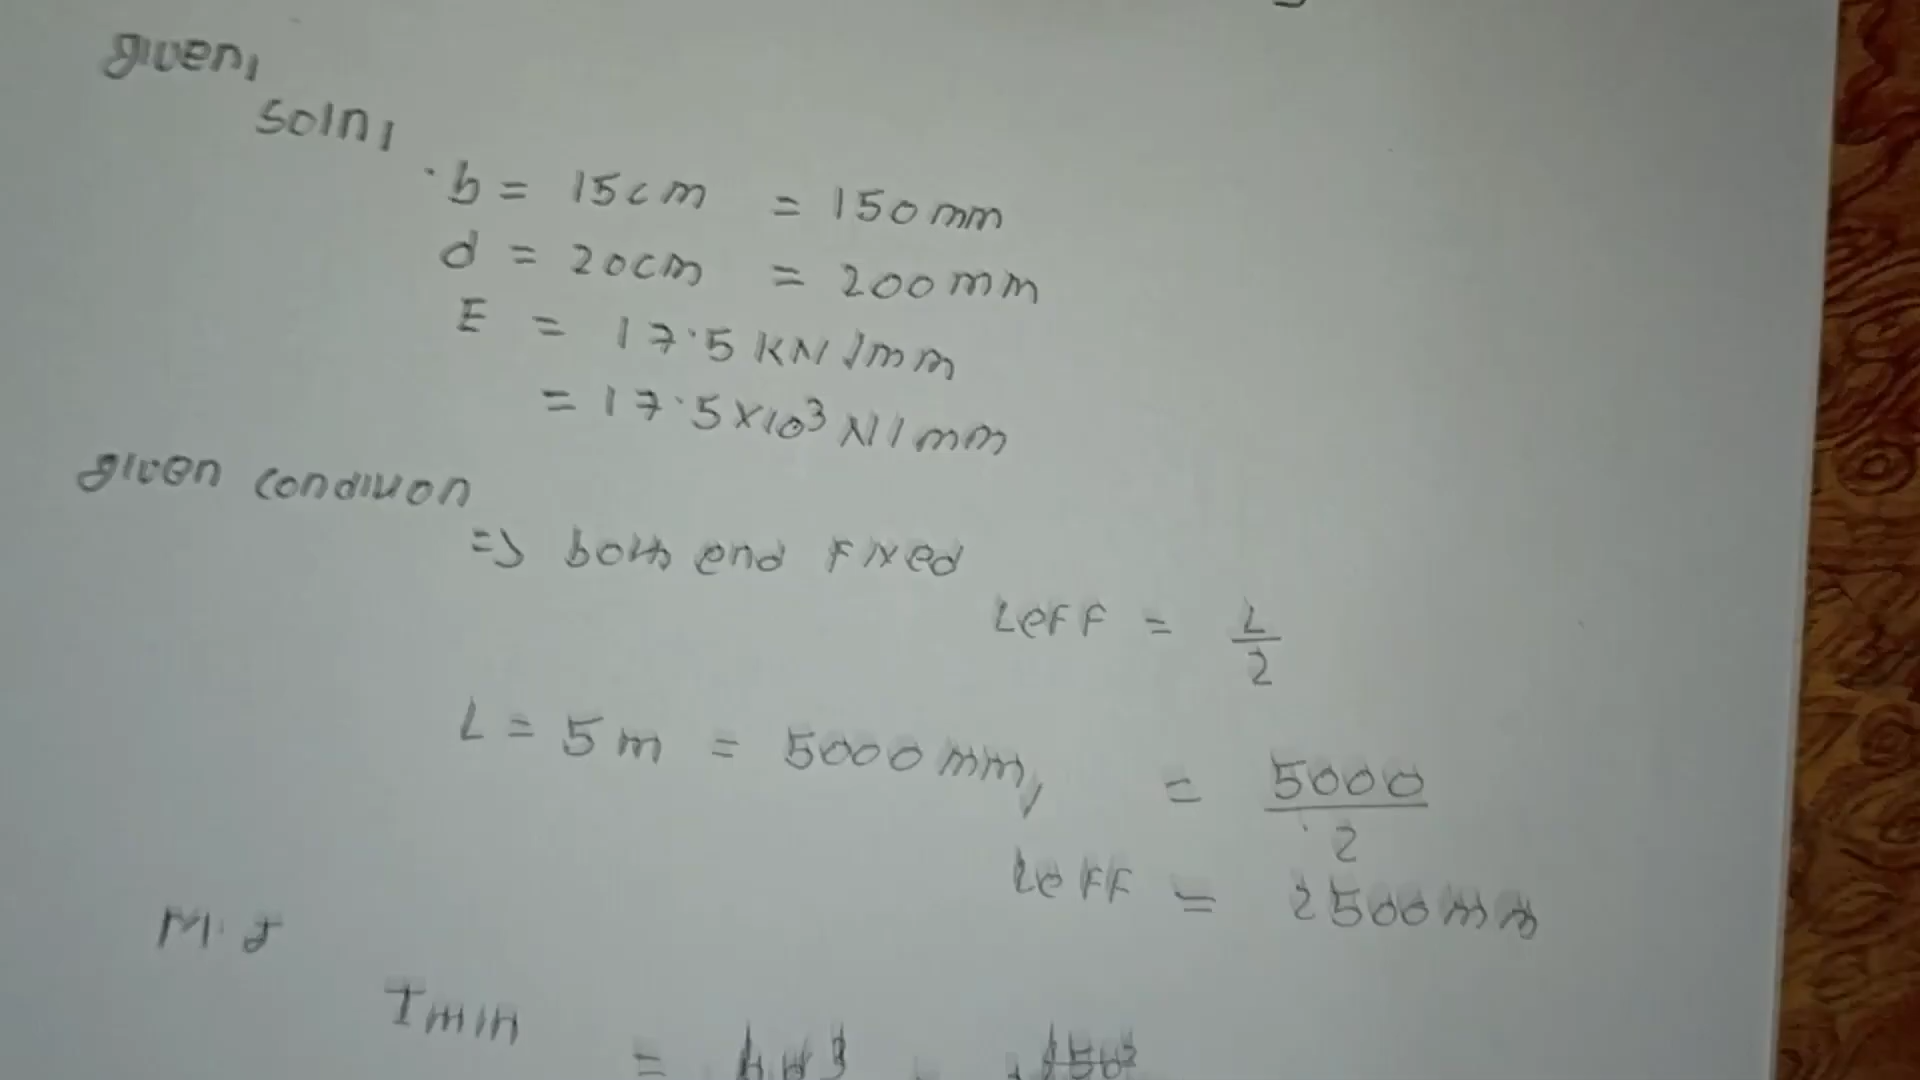 given,
soln,
b = 15cm = 150mm
d = 20cm = 200mm
E = 17.5 KN/mm
= 17.5x10³ N/mm
given condition
=> both end Fixed
LeFF = L/2
L = 5m = 5000mm,
= 5000/2
LeFF = 2500mm
M.I
Imin
=